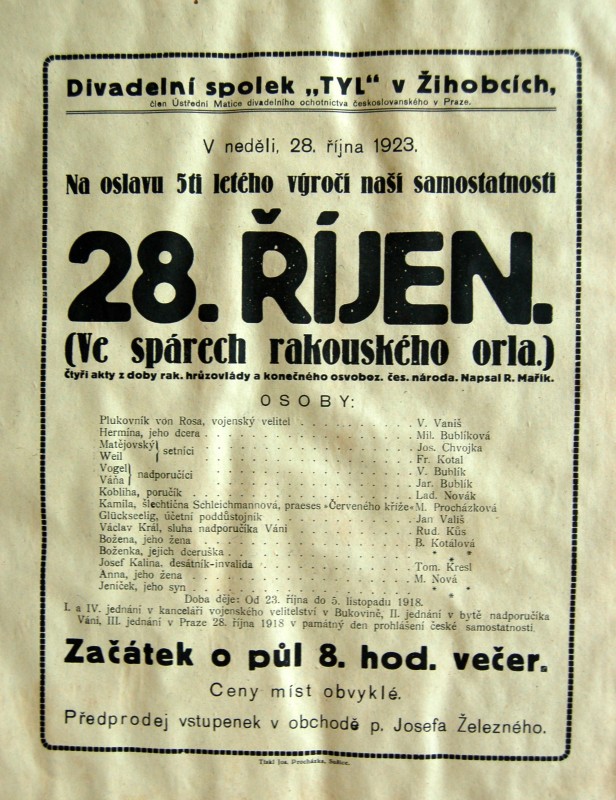 Divadelní spolek „TYL“ v Žihobcích,
člen Ústřední Matice divadelního ochotnictva československého v Praze.
V neděli, 28. října 1923.
Na oslavu 5ti letého výročí naší samostatnosti
28. ŘÍJEN.
(Ve spárech rakouského orla.)
Čtyři akty z doby rak. hrůzovlády a konečného osvoboz. čes. národa. Napsal R. Mařík.
OSOBY:
Plukovník von Rosa, vojenský velitel . . . . . . . . . . . V. Vaniš
Hermína, jeho dcera . . . . . . . . . . . . . . . . . Mil. Bublíková
Matějovský } setníci . . . . . . . . . . . . . . . . . Jos. Chvojka
Weil } . . . . . . . . . . . . . . . . . Fr. Kotal
Vogel } nadporučíci . . . . . . . . . . . . . . . . . V. Bublík
Váňa } . . . . . . . . . . . . . . . . . Jar. Bublík
Kobliha, poručík . . . . . . . . . . . . . . . . . Lad. Novák
Kamila, šlechtična Schleichmannová, praeses »Červeného kříže« M. Procházková
Glückseelig, účetní poddůstojník . . . . . . . . . . . Jan Vališ
Václav Král, sluha nadporučíka Váni . . . . . . . . . . . Rud. Kůs
Božena, jeho žena . . . . . . . . . . . . . . . . . B. Kotálová
Boženka, jejich dceruška . . . . . . . . . . . . . . * *
Josef Kalina, desátník-invalida . . . . . . . . . . . Tom. Kresl
Anna, jeho žena . . . . . . . . . . . . . . . . . M. Nová
Jeníček, jeho syn . . . . . . . . . . . . . . . . . * *
Doba děje: Od 23. října do 5. listopadu 1918. *
I. a IV. jednání v kanceláři vojenského velitelství v Bukovině, II. jednání v bytě nadporučíka
Váni, III. jednání v Praze 28. října 1918 v památný den prohlášení české samostatnosti.
Začátek o půl 8. hod. večer.
Ceny míst obvyklé.
Předprodej vstupenek v obchodě p. Josefa Železného.
Tiskl Jos. Procházka, Sušice.